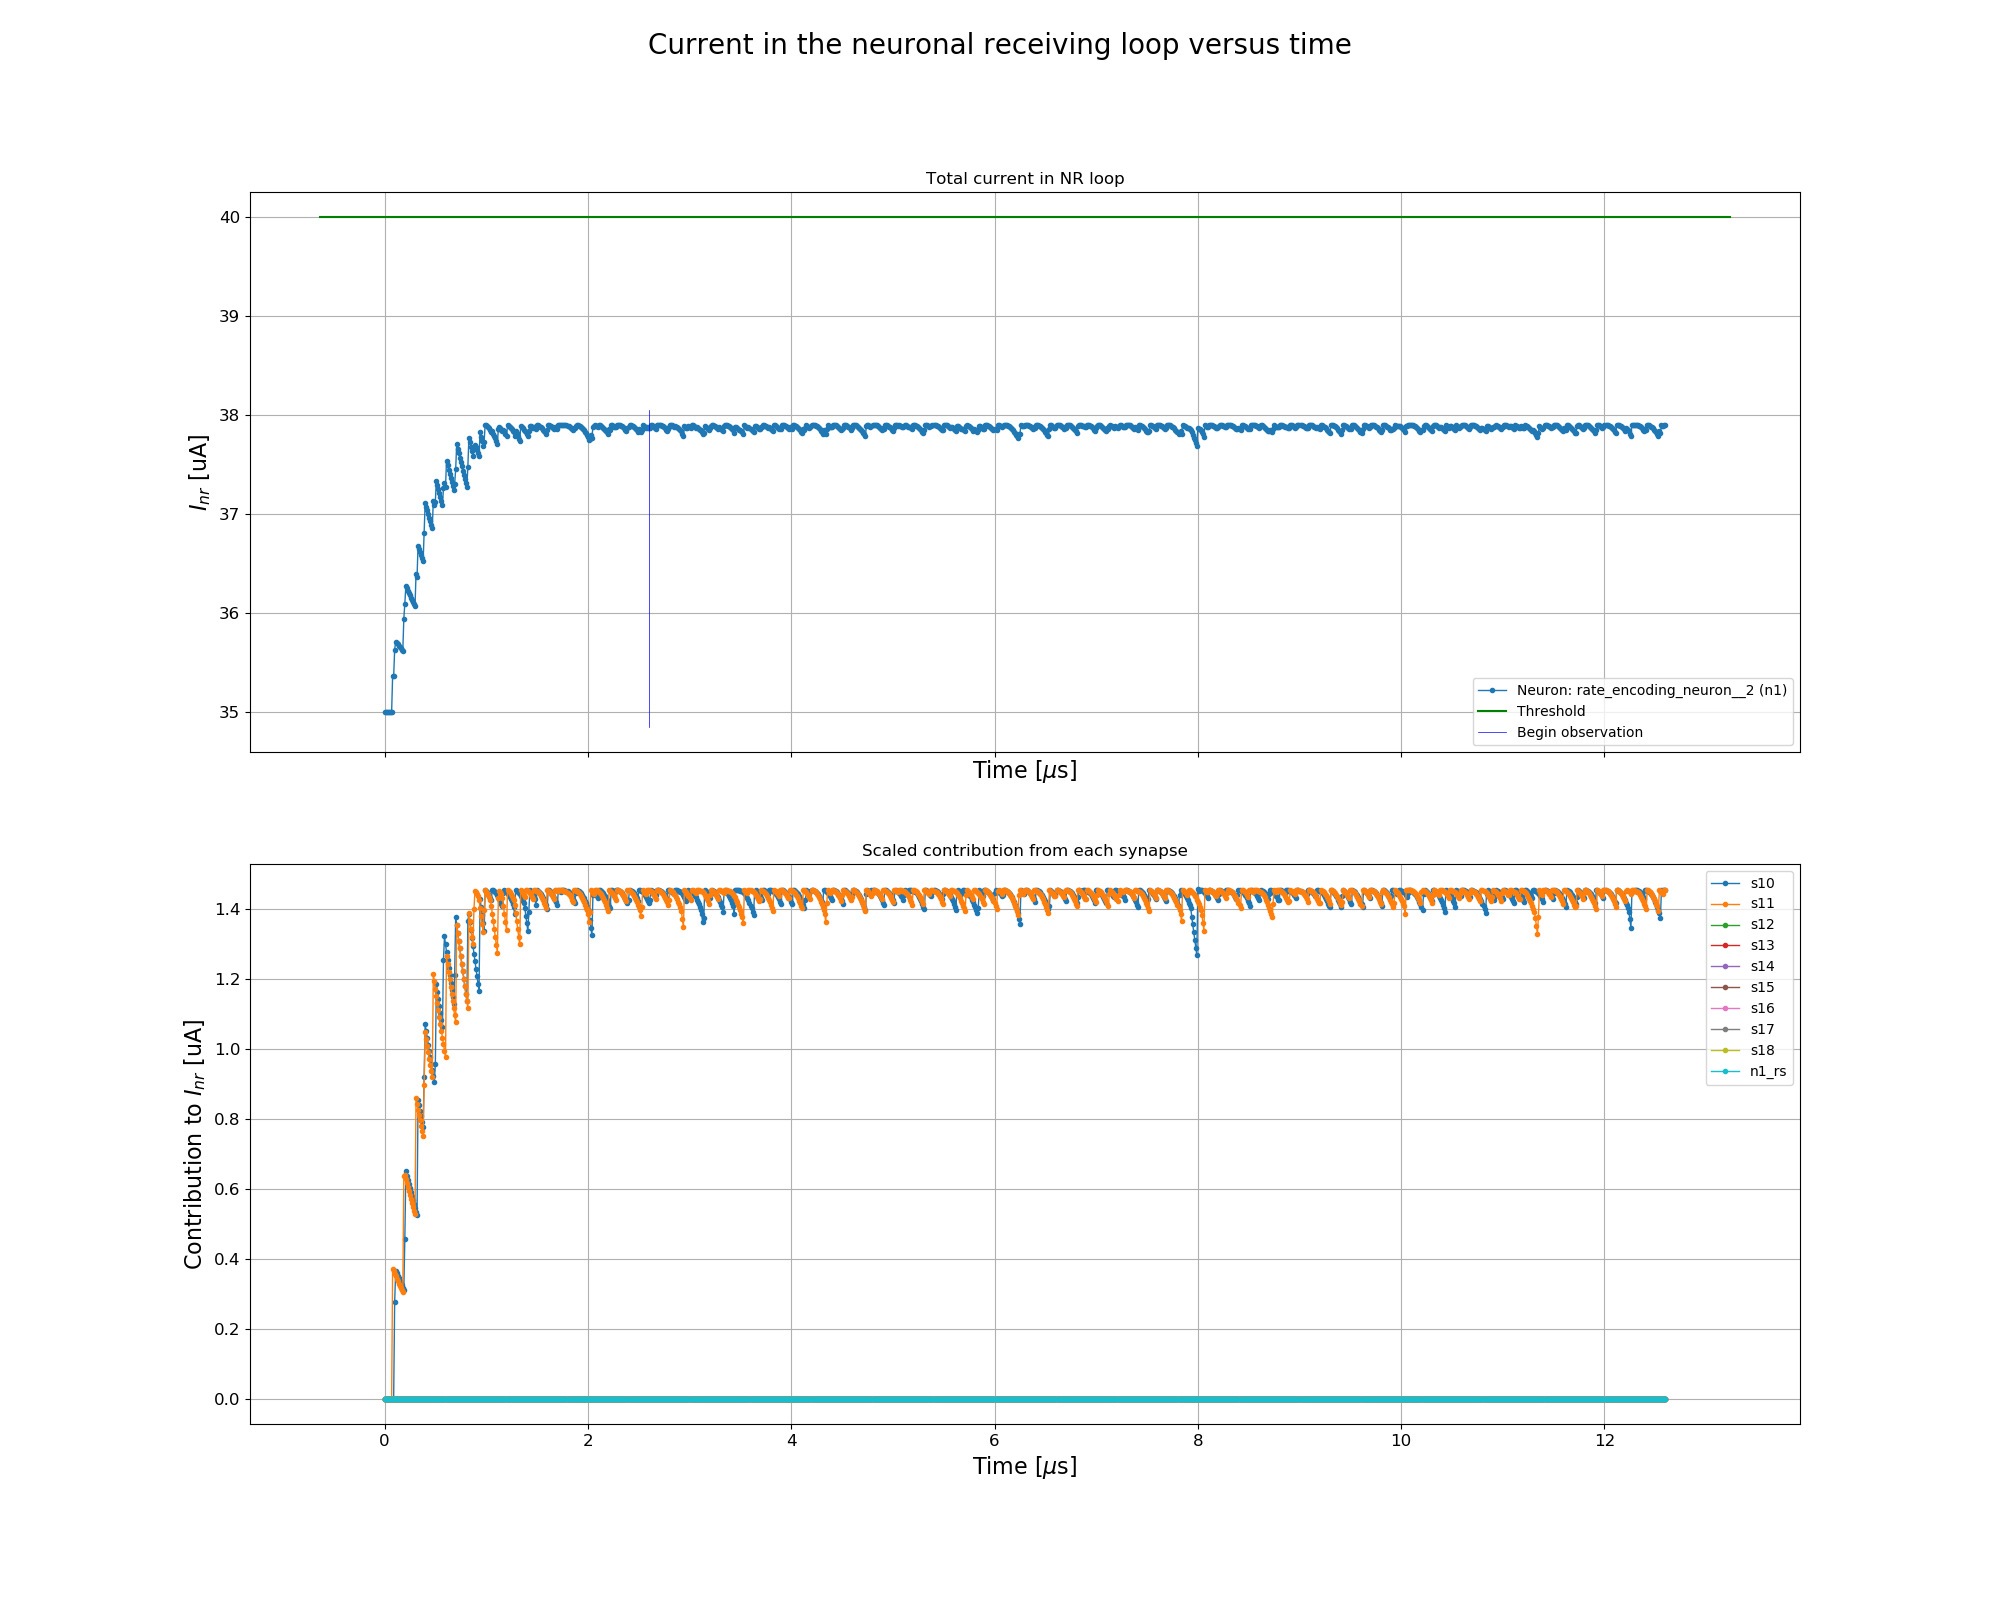 Current in the neuronal receiving loop versus time
Total current in NR loop
40
39
38
37
36
35
I_nr [uA]
Neuron: rate_encoding_neuron__2 (n1)
Threshold
Begin observation
Time [μs]
Scaled contribution from each synapse
1.4
1.2
1.0
0.8
0.6
0.4
0.2
0.0
Contribution to I_nr [uA]
s10
s11
s12
s13
s14
s15
s16
s17
s18
n1_rs
0 2 4 6 8 10 12
Time [μs]